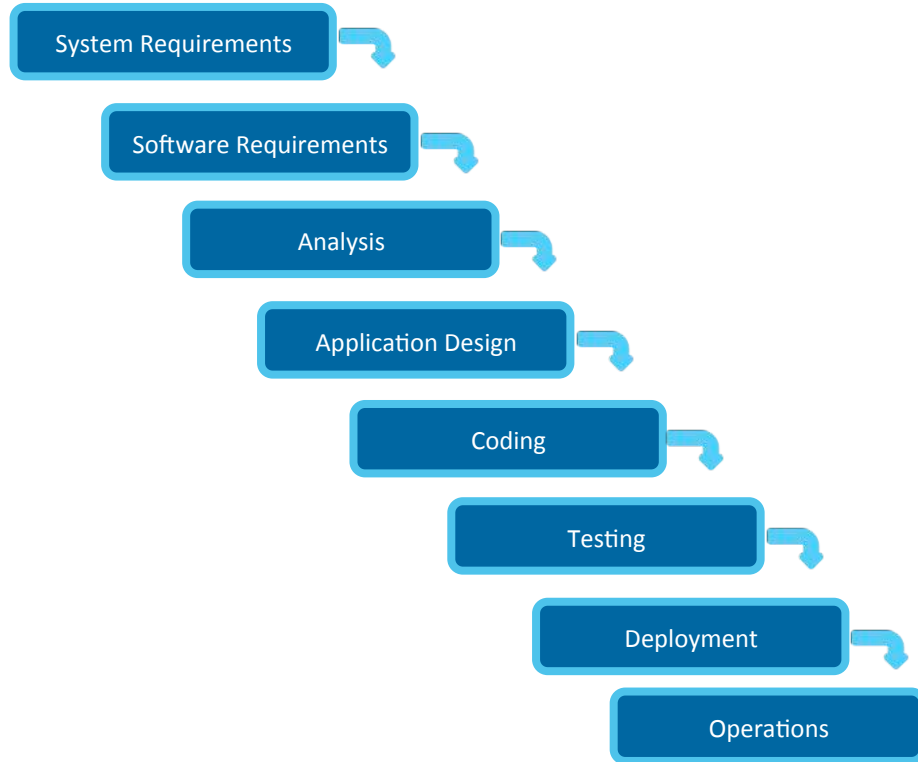 System Requirements
Software Requirements
Analysis
Application Design
Coding
Testing
Deployment
Operations